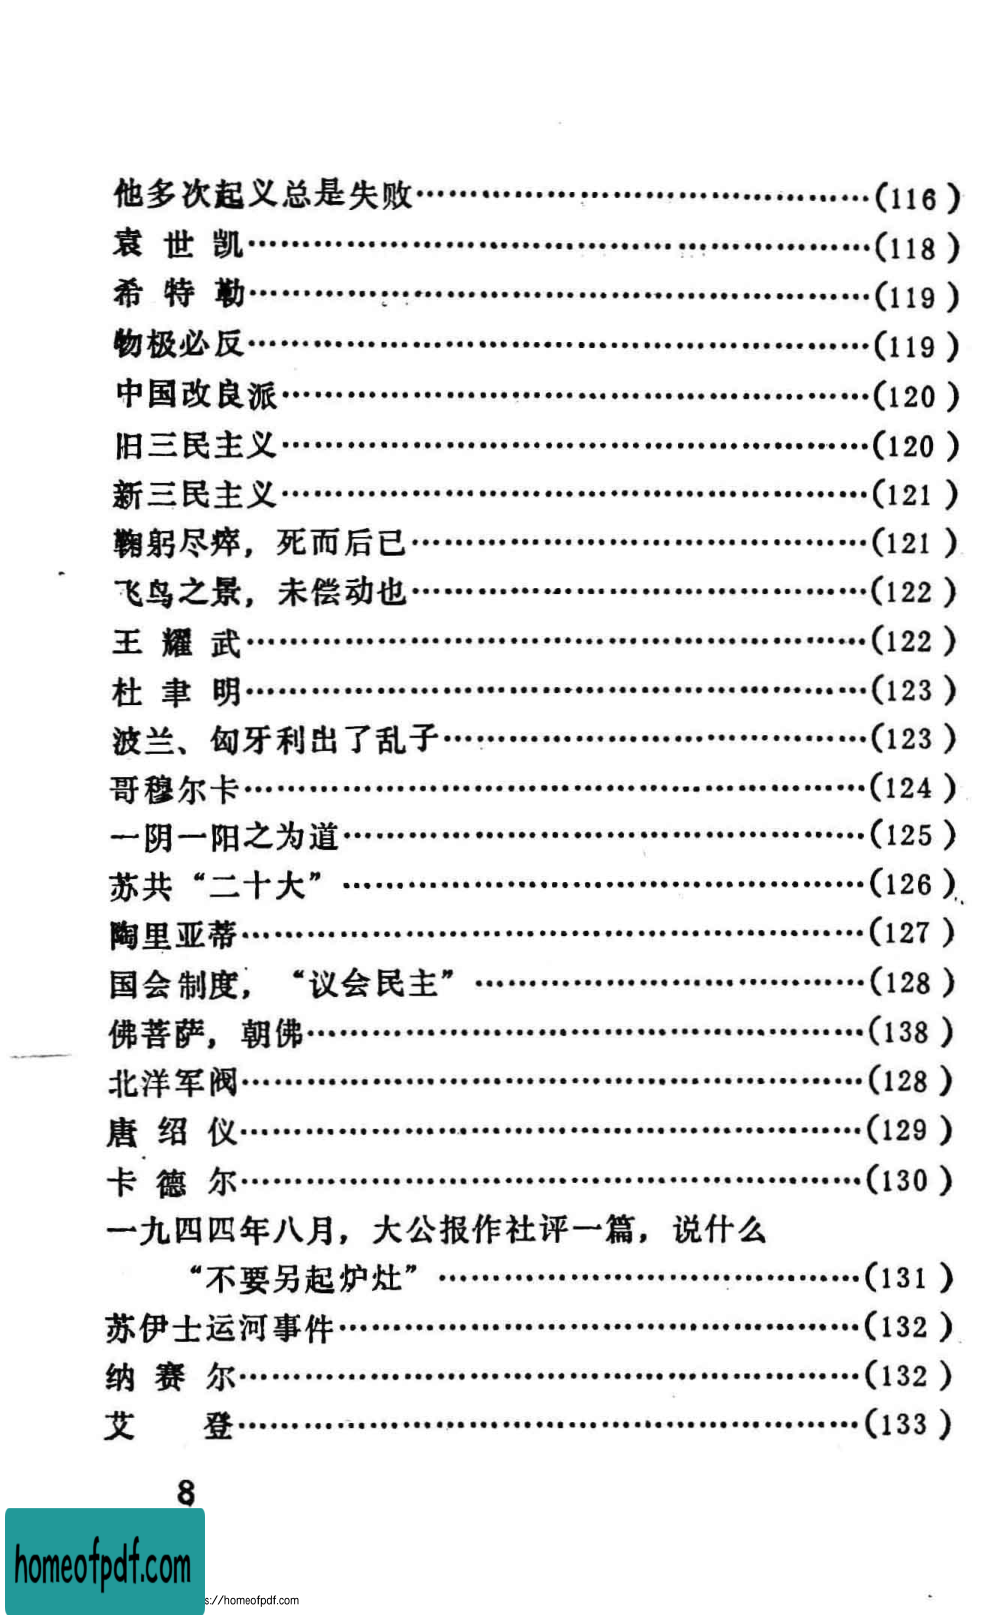 他多次起义总是失败……………………………………(116)
袁世凯……………………………………………………(118)
希特勒……………………………………………………(119)
物极必反…………………………………………………(119)
中国改良派………………………………………………(120)
旧三民主义………………………………………………(120)
新三民主义………………………………………………(121)
鞠躬尽瘁，死而后已……………………………………(121)
飞鸟之景，未偿动也……………………………………(122)
王耀武……………………………………………………(122)
杜聿明……………………………………………………(123)
波兰、匈牙利出了乱子…………………………………(123)
哥穆尔卡…………………………………………………(124)
一阴一阳之为道…………………………………………(125)
苏共“二十大”…………………………………………(126)
陶里亚蒂…………………………………………………(127)
国会制度，“议会民主”………………………………(128)
佛菩萨，朝佛……………………………………………(138)
北洋军阀…………………………………………………(128)
唐绍仪……………………………………………………(129)
卡德尔……………………………………………………(130)
一九四四年八月，大公报作社评一篇，说什么
“不要另起炉灶”………………………………………(131)
苏伊士运河事件…………………………………………(132)
纳赛尔……………………………………………………(132)
艾登………………………………………………………(133)
8
homeofpdf.com
s://homeofpdf.com